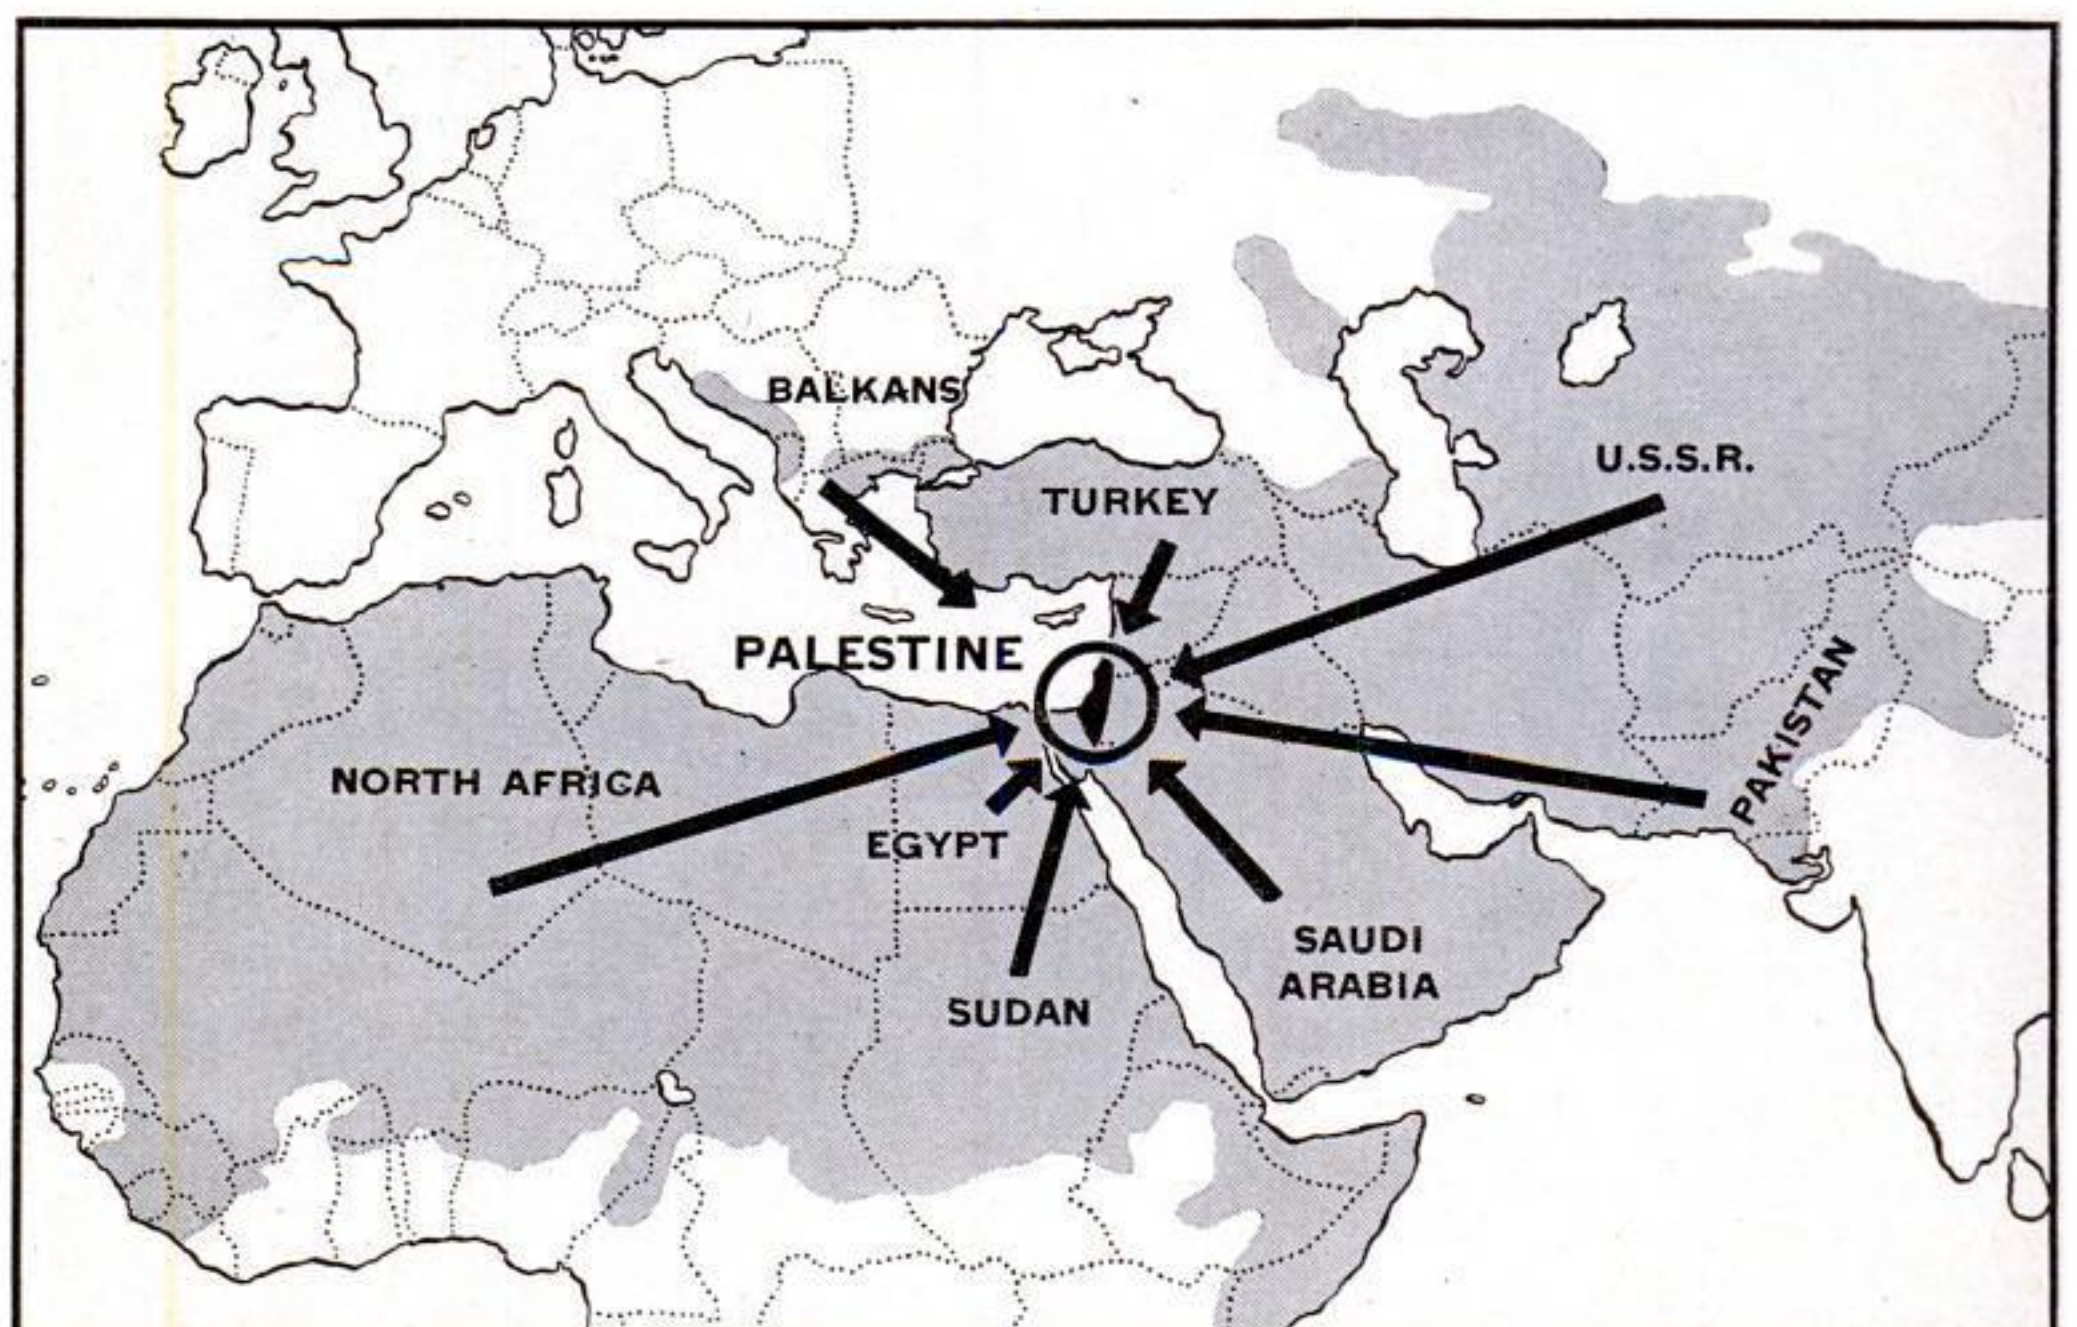 BALKANS
U.S.S.R.
TURKEY
PALESTINE
PAKISTAN
NORTH AFRICA
EGYPT
SAUDI
ARABIA
SUDAN